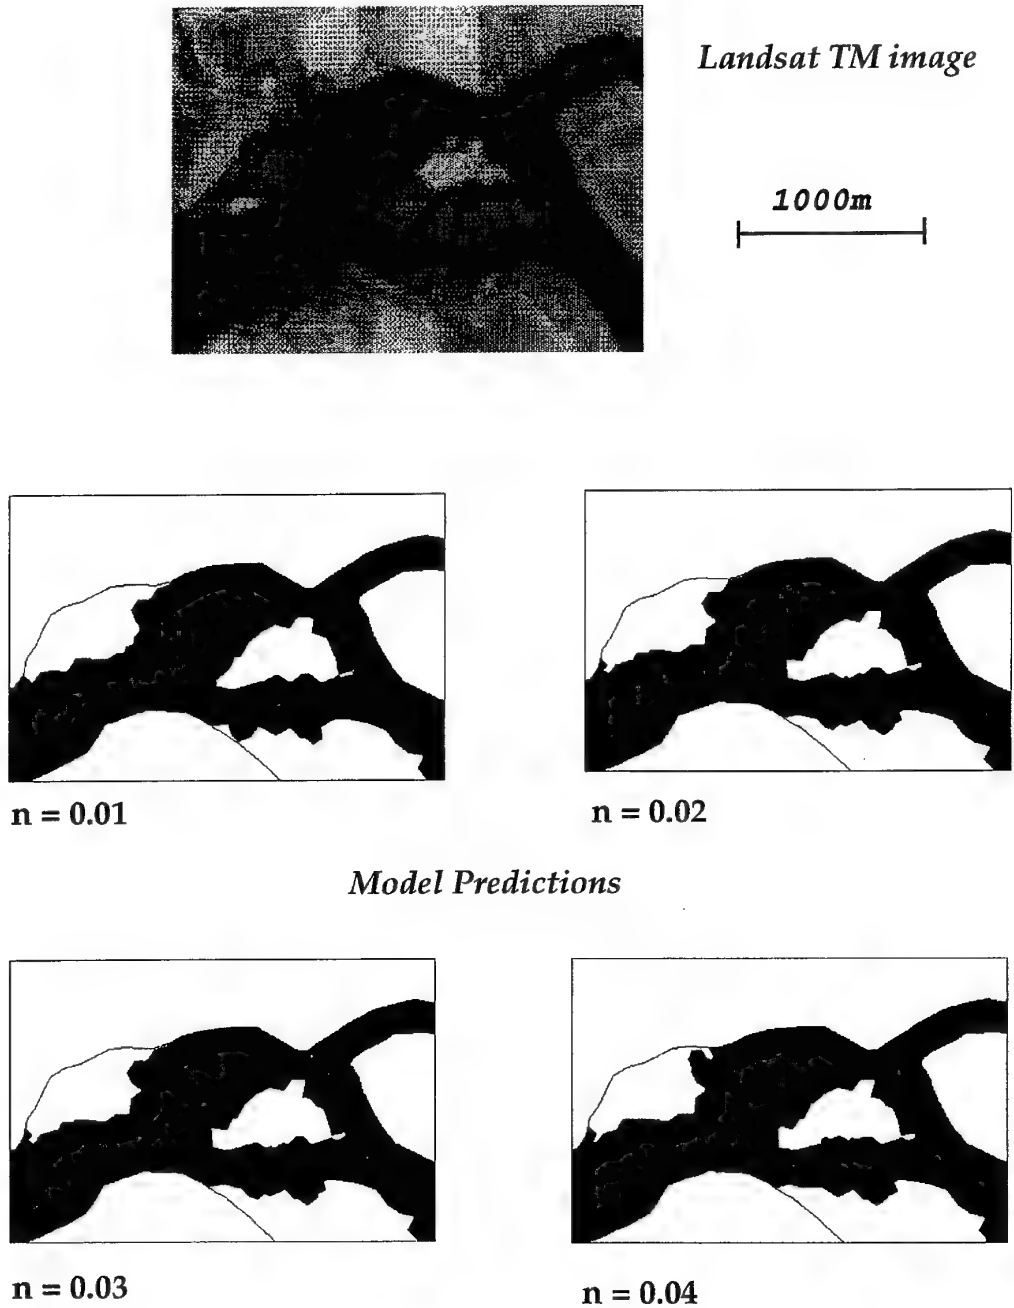 Landsat TM image
1000m
n = 0.01
n = 0.02
Model Predictions
n = 0.03
n = 0.04